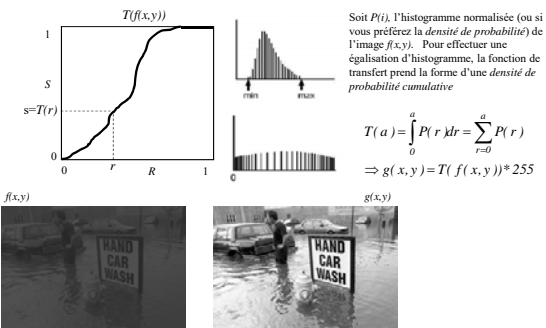 T(f(x,y))
1
S
s=T(r)
0
0
r
R
1
min
max
0
Soit P(i), l'histogramme normalisée (ou si
vous préférez la densité de probabilité) de
l'image f(x,y). Pour effectuer une
égalisation d'histogramme, la fonction de
transfert prend la forme d'une densité de
probabilité cumulative
T( a ) = ∫₀ᵃ P( r )dr = ∑ᵣ₌₀ᵃ P( r )
⇒ g( x, y ) = T( f( x, y ))* 255
f(x,y)
g(x,y)
HAND
CAR
WASH
HAND
CAR
WASH